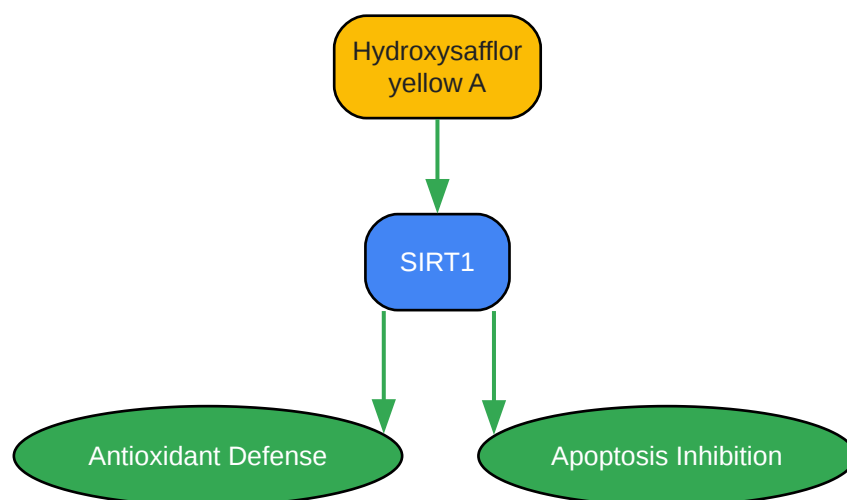 Hydroxysafflor
yellow A
SIRT1
Antioxidant Defense
Apoptosis Inhibition